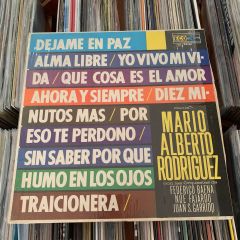 ECO
DEJAME EN PAZ
ALMA LIBRE / YO VIVO MI VI-
DA / QUE COSA ES EL AMOR
AHORA Y SIEMPRE / DIEZ MI-
NUTOS MAS / POR
ESO TE PERDONO /
SIN SABER POR QUE
HUMO EN LOS OJOS
TRAICIONERA /
MARIO
ALBERTO
RODRIGUEZ
FEDERICO BAENA
NOE FAJARDO
JUAN S. GARRIDO